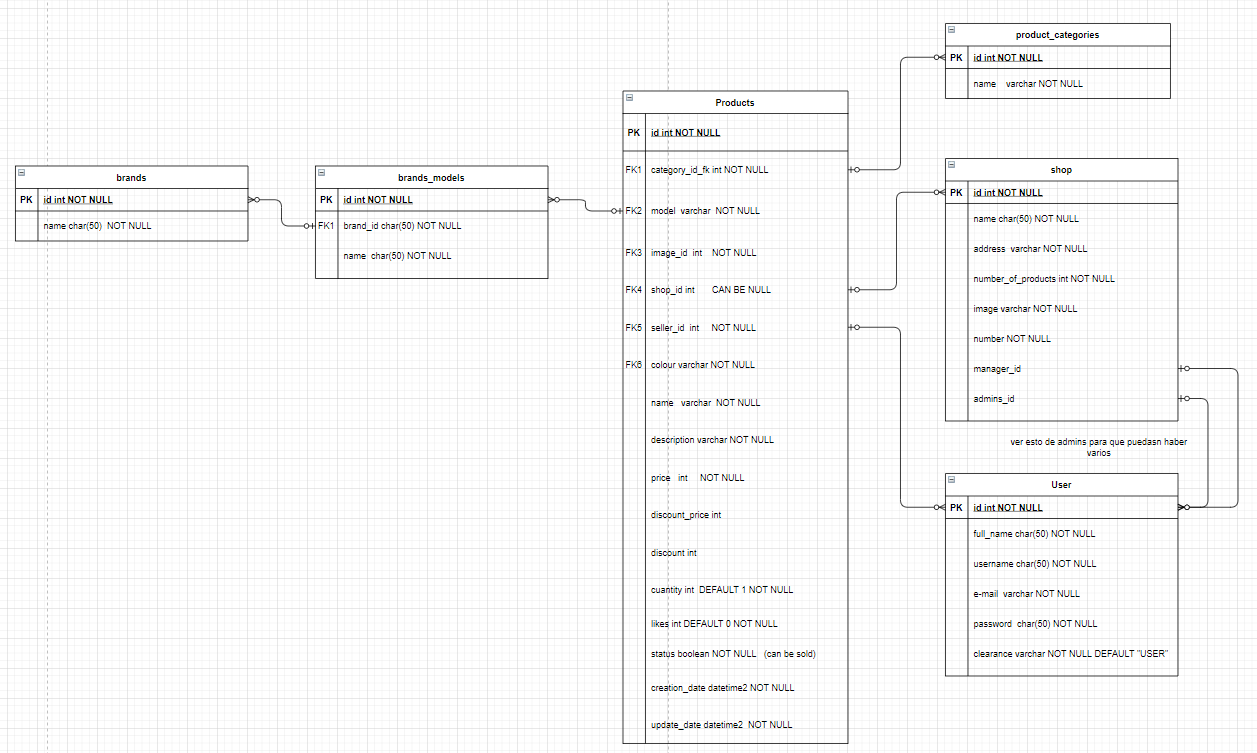 brands
PK id int NOT NULL
name char(50) NOT NULL
brands_models
PK id int NOT NULL
FK1 brand_id char(50) NOT NULL
name char(50) NOT NULL
Products
PK id int NOT NULL
FK1 category_id_fk int NOT NULL
FK2 model varchar NOT NULL
FK3 image_id int NOT NULL
FK4 shop_id int CAN BE NULL
FK5 seller_id int NOT NULL
FK6 colour varchar NOT NULL
name varchar NOT NULL
description varchar NOT NULL
price int NOT NULL
discount_price int
discount int
cuantity int DEFAULT 1 NOT NULL
likes int DEFAULT 0 NOT NULL
status boolean NOT NULL (can be sold)
creation_date datetime2 NOT NULL
update_date datetime2 NOT NULL
product_categories
PK id int NOT NULL
name varchar NOT NULL
shop
PK id int NOT NULL
name char(50) NOT NULL
address varchar NOT NULL
number_of_products int NOT NULL
image varchar NOT NULL
number NOT NULL
manager_id
admins_id
ver esto de admins para que puedasn haber
varios
User
PK id int NOT NULL
full_name char(50) NOT NULL
username char(50) NOT NULL
e-mail varchar NOT NULL
password char(50) NOT NULL
clearance varchar NOT NULL DEFAULT "USER"